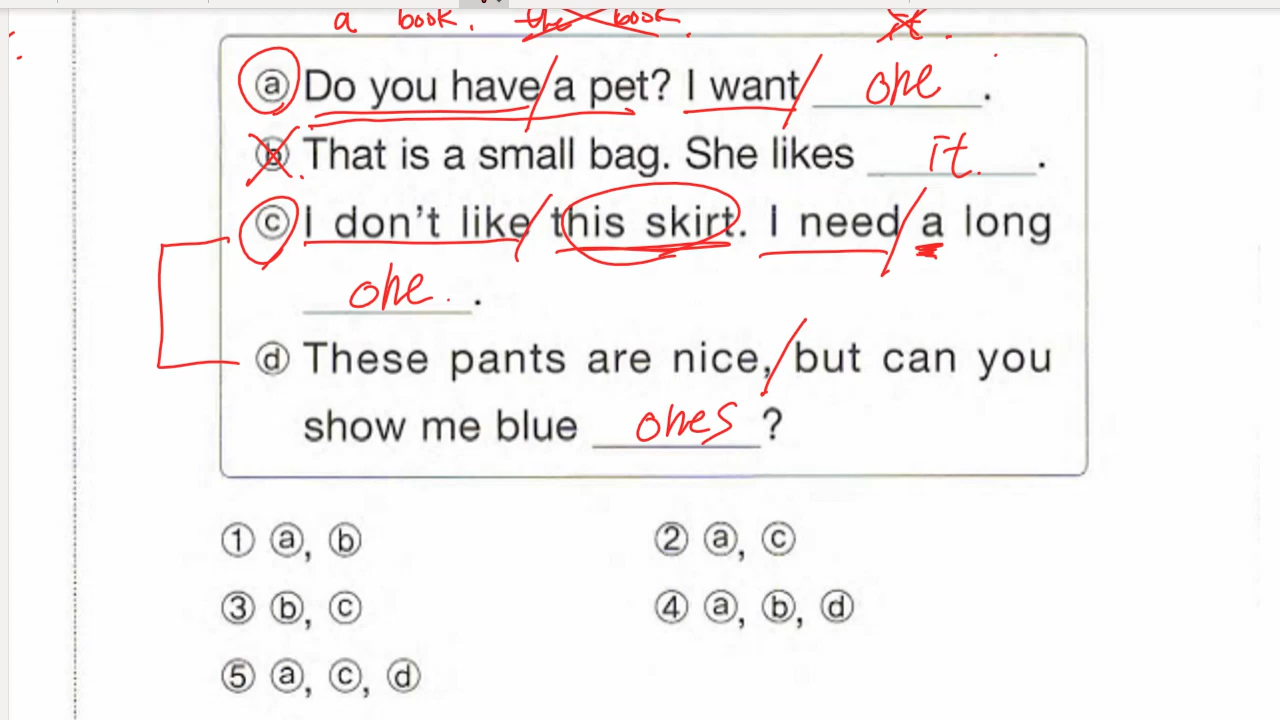 a book. the book.
it.
ⓐ Do you have a pet? I want one.
ⓑ That is a small bag. She likes it.
ⓒ I don't like this skirt. I need a long
one.
ⓓ These pants are nice, but can you
show me blue ones?
① ⓐ, ⓑ
② ⓐ, ⓒ
③ ⓑ, ⓒ
④ ⓐ, ⓑ, ⓓ
⑤ ⓐ, ⓒ, ⓓ